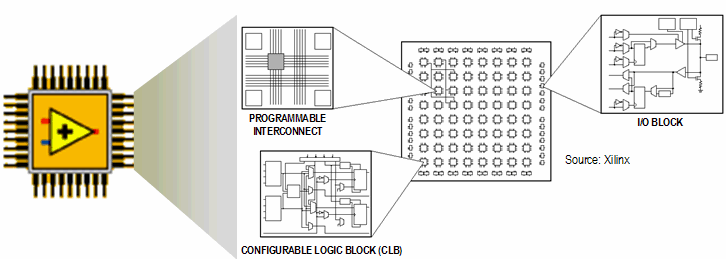 PROGRAMMABLE
INTERCONNECT
I/O BLOCK
Source: Xilinx
CONFIGURABLE LOGIC BLOCK (CLB)